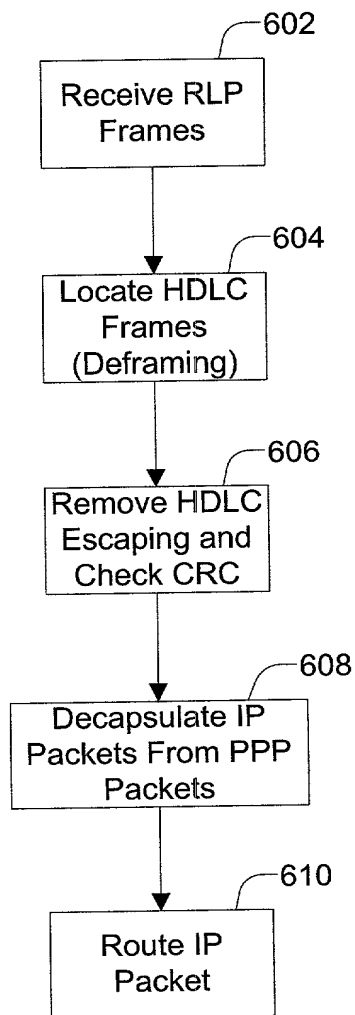 602
Receive RLP
Frames
604
Locate HDLC
Frames
(Deframing)
606
Remove HDLC
Escaping and
Check CRC
608
Decapsulate IP
Packets From PPP
Packets
610
Route IP
Packet